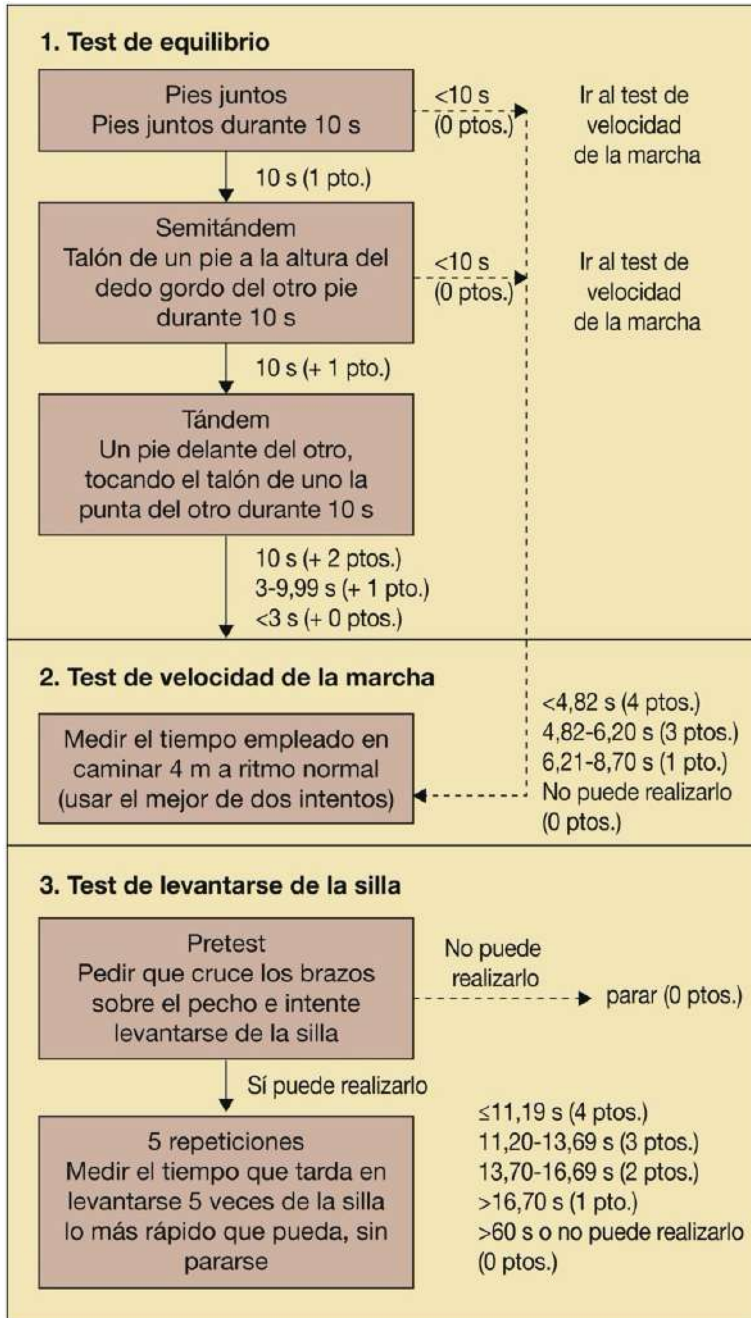 1. Test de equilibrio
Pies juntos
Pies juntos durante 10 s
<10 s
(0 ptos.)
Ir al test de
velocidad
de la marcha
10 s (1 pto.)
Semitándem
Talón de un pie a la altura del
dedo gordo del otro pie
durante 10 s
<10 s
(0 ptos.)
Ir al test de
velocidad
de la marcha
10 s (+ 1 pto.)
Tándem
Un pie delante del otro,
tocando el talón de uno la
punta del otro durante 10 s
10 s (+ 2 ptos.)
3-9,99 s (+ 1 pto.)
<3 s (+ 0 ptos.)
2. Test de velocidad de la marcha
Medir el tiempo empleado en
caminar 4 m a ritmo normal
(usar el mejor de dos intentos)
<4,82 s (4 ptos.)
4,82-6,20 s (3 ptos.)
6,21-8,70 s (1 pto.)
No puede realizarlo
(0 ptos.)
3. Test de levantarse de la silla
Pretest
Pedir que cruce los brazos
sobre el pecho e intente
levantarse de la silla
No puede
realizarlo
parar (0 ptos.)
Sí puede realizarlo
5 repeticiones
Medir el tiempo que tarda en
levantarse 5 veces de la silla
lo más rápido que pueda, sin
pararse
≤11,19 s (4 ptos.)
11,20-13,69 s (3 ptos.)
13,70-16,69 s (2 ptos.)
>16,70 s (1 pto.)
>60 s o no puede realizarlo
(0 ptos.)